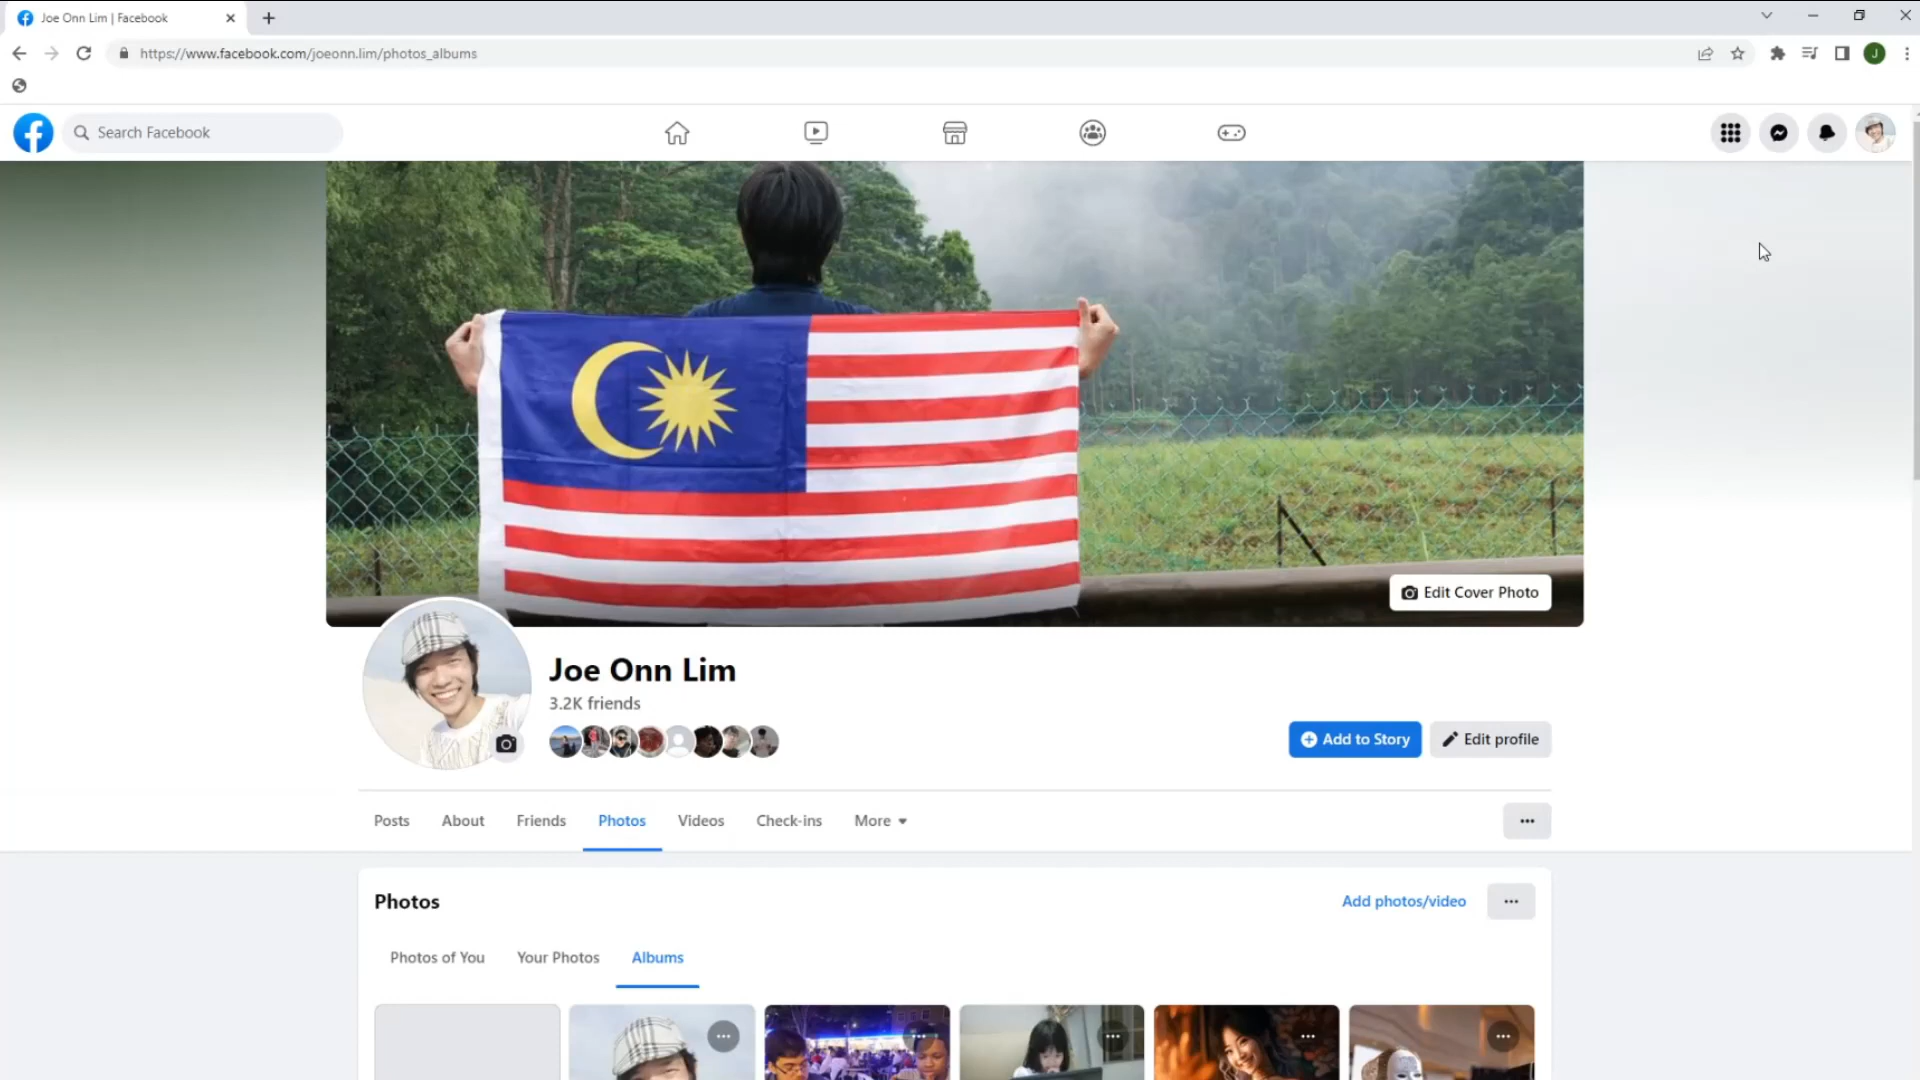 Joe Onn Lim | Facebook
https://www.facebook.com/joeonn.lim/photos_albums
J
Search Facebook
Edit Cover Photo
Joe Onn Lim
3.2K friends
Add to Story
Edit profile
Posts
About
Friends
Photos
Videos
Check-ins
More
Photos
Add photos/video
Photos of You
Your Photos
Albums